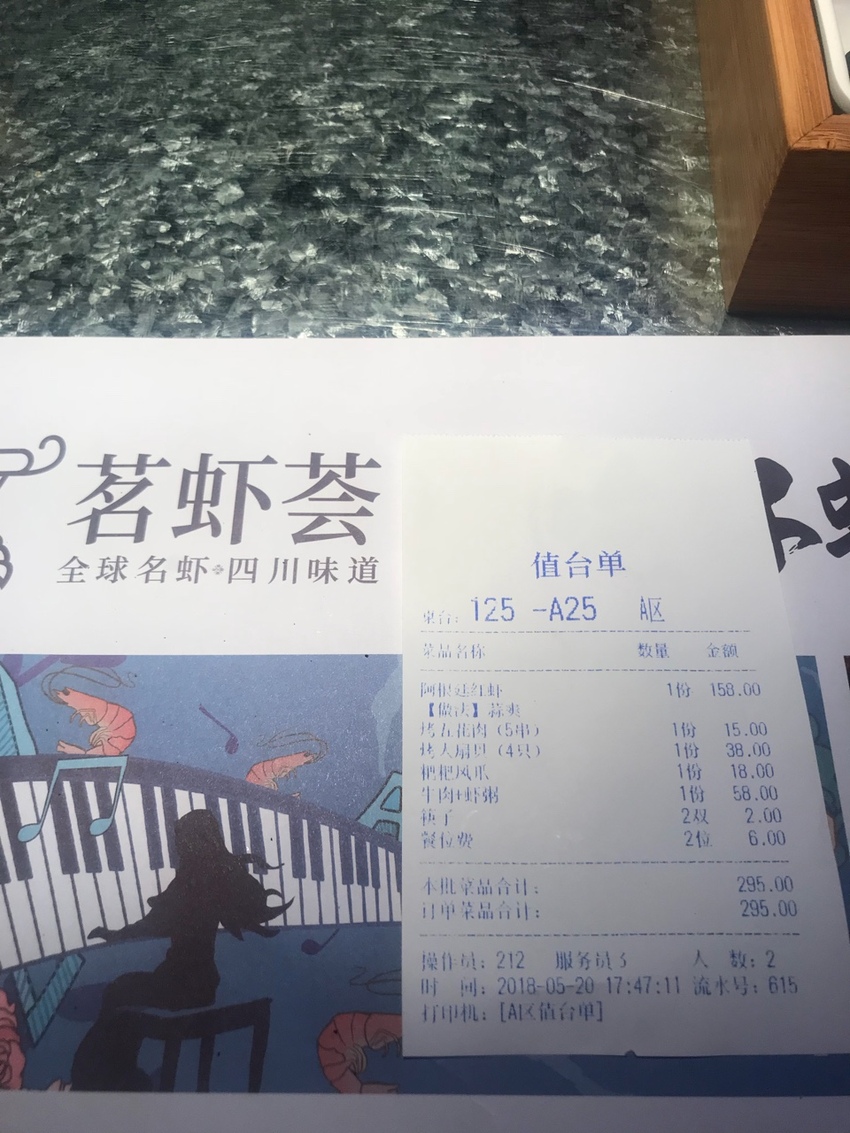 茗虾荟
全球名虾❖四川味道
值台单
桌台：125 -A25 A区
菜品名称 数量 金额
阿根廷红虾 1份 158.00
【做法】蒜爽
烤五花肉（5串） 1份 15.00
烤大扇贝（4只） 1份 38.00
粑粑凤爪 1份 18.00
牛肉+虾粥 1份 58.00
筷子 2双 2.00
餐位费 2位 6.00
本批菜品合计： 295.00
订单菜品合计： 295.00
操作员：212 服务员 人 数：2
时 间：2018-05-20 17:47:11 流水号：615
打印机：[A区值台单]